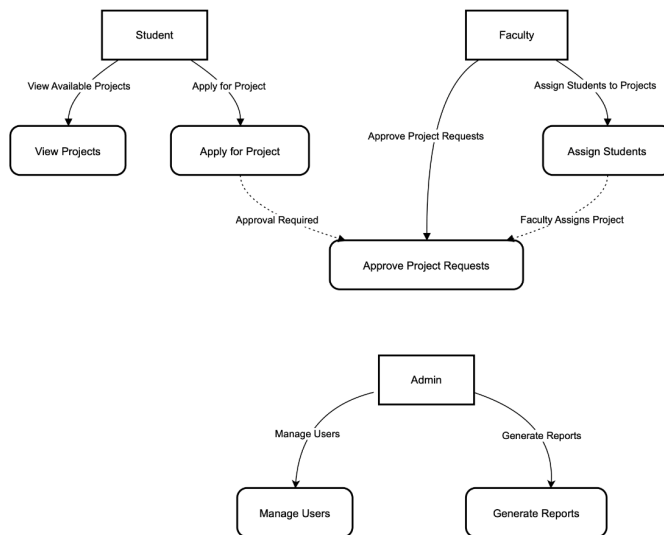 Student
Faculty
View Available Projects
Apply for Project
Assign Students to Projects
Approve Project Requests
View Projects
Apply for Project
Assign Students
Approval Required
Faculty Assigns Project
Approve Project Requests
Admin
Manage Users
Generate Reports
Manage Users
Generate Reports